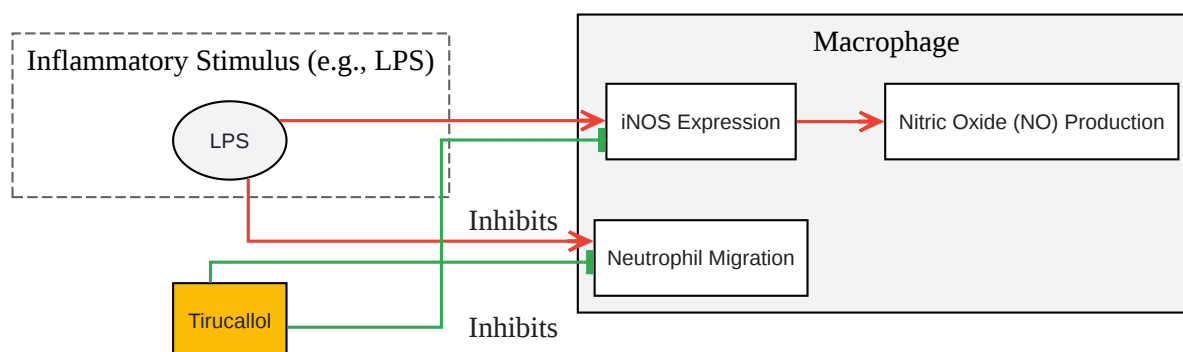 Macrophage
Inflammatory Stimulus (e.g., LPS)
LPS
iNOS Expression
Nitric Oxide (NO) Production
Inhibits
Neutrophil Migration
Tirucallol
Inhibits